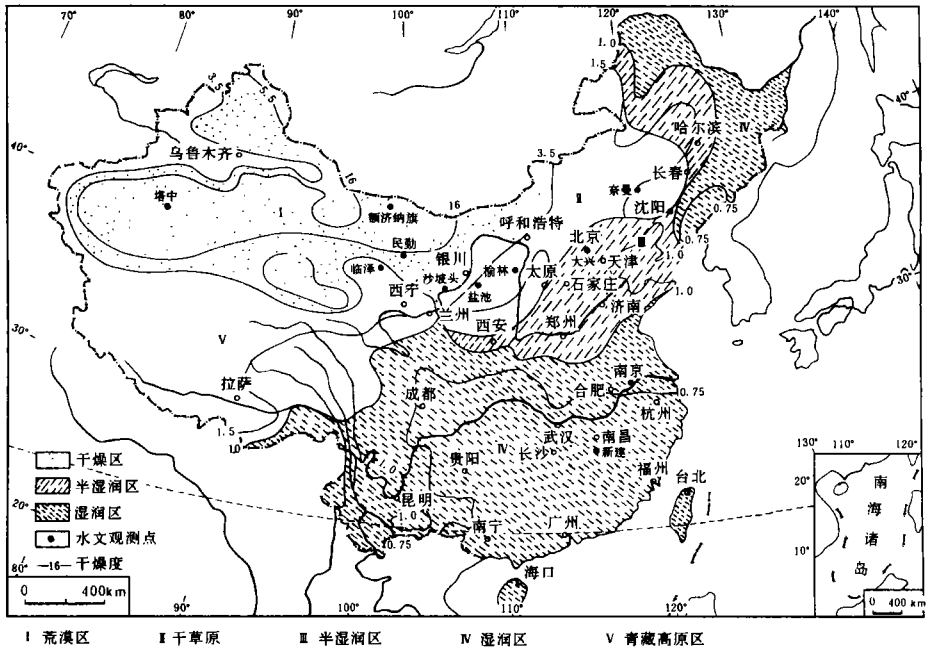 70°
80°
90°
100°
110°
120°
130°
140°
40°
30°
20°
80°
90°
100°
110°
120°
40°
30°
3.5
5.5
16
1.0
1.5
哈尔滨
Ⅳ
乌鲁木齐
3.5
长春
塔中
Ⅰ
额济纳旗
16
Ⅱ
奈曼
沈阳
0.75
呼和浩特
民勤
银川
北京
Ⅲ
0.75
大兴
天津
1.0
临泽
沙坡头
榆林
太原
西宁
盐池
石家庄
1.0
兰州
济南
西安
郑州
Ⅴ
拉萨
成都
南京
合肥
0.75
杭州
1.5
1.0
武汉
南昌
贵阳
Ⅳ
长沙
新建
福州
台北
昆明
1.0
0.75
南宁
广州
海口
干燥区
半湿润区
湿润区
水文观测点
—16— 干燥度
0 400km
130° 110° 120°
20°
10°
南
海
诸
岛
0 400
km
Ⅰ 荒漠区 Ⅱ 干草原 Ⅲ 半湿润区 Ⅳ 湿润区 Ⅴ 青藏高原区